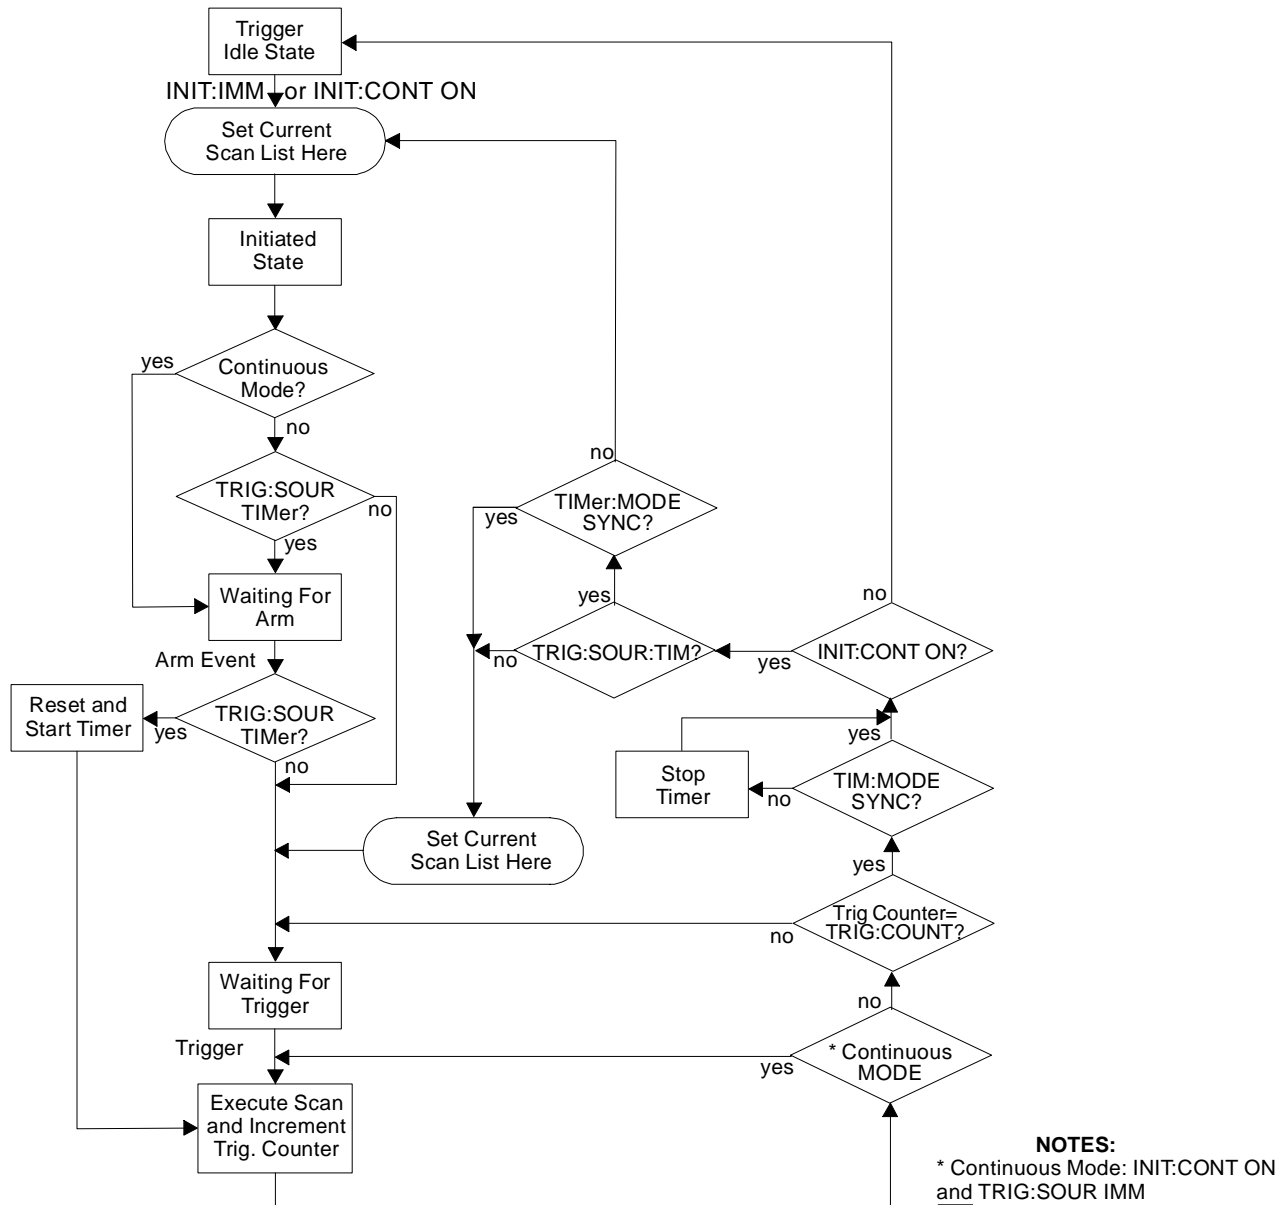 Trigger
Idle State
INIT:IMM or INIT:CONT ON
Set Current
Scan List Here
Initiated
State
yes
Continuous
Mode?
no
TRIG:SOUR
TIMer?
no
yes
Waiting For
Arm
Arm Event
Reset and
Start Timer
yes
TRIG:SOUR
TIMer?
no
no
TIMer:MODE
SYNC?
yes
yes
TRIG:SOUR:TIM?
no
yes
no
INIT:CONT ON?
yes
Stop
Timer
no
TIM:MODE
SYNC?
Set Current
Scan List Here
yes
Trig Counter=
TRIG:COUNT?
no
Waiting For
Trigger
no
Trigger
* Continuous
MODE
yes
Execute Scan
and Increment
Trig. Counter
NOTES:
* Continuous Mode: INIT:CONT ON
and TRIG:SOUR IMM